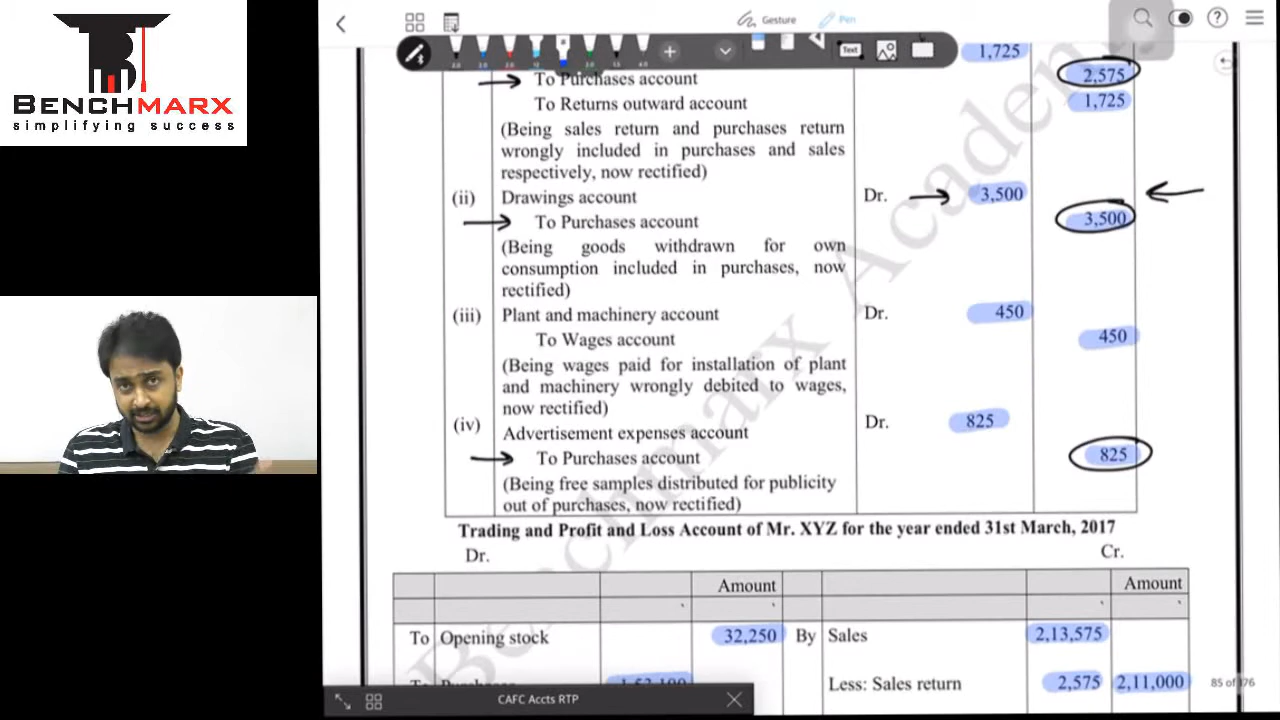 BENCHMARX
simplifying success
Gesture
Pen
Text
1,725
To Purchases account 2,575
To Returns outward account 1,725
(Being sales return and purchases return
wrongly included in purchases and sales
respectively, now rectified)
(ii) Drawings account Dr. 3,500
To Purchases account 3,500
(Being goods withdrawn for own
consumption included in purchases, now
rectified)
(iii) Plant and machinery account Dr. 450
To Wages account 450
(Being wages paid for installation of plant
and machinery wrongly debited to wages,
now rectified)
(iv) Advertisement expenses account Dr. 825
To Purchases account 825
(Being free samples distributed for publicity
out of purchases, now rectified)
Trading and Profit and Loss Account of Mr. XYZ for the year ended 31st March, 2017
Dr. Cr.
Amount Amount
To Opening stock 32,250 By Sales 2,13,575
Less: Sales return 2,575 2,11,000
85 of 176
CAFC Accts RTP
Benchmarx Academ